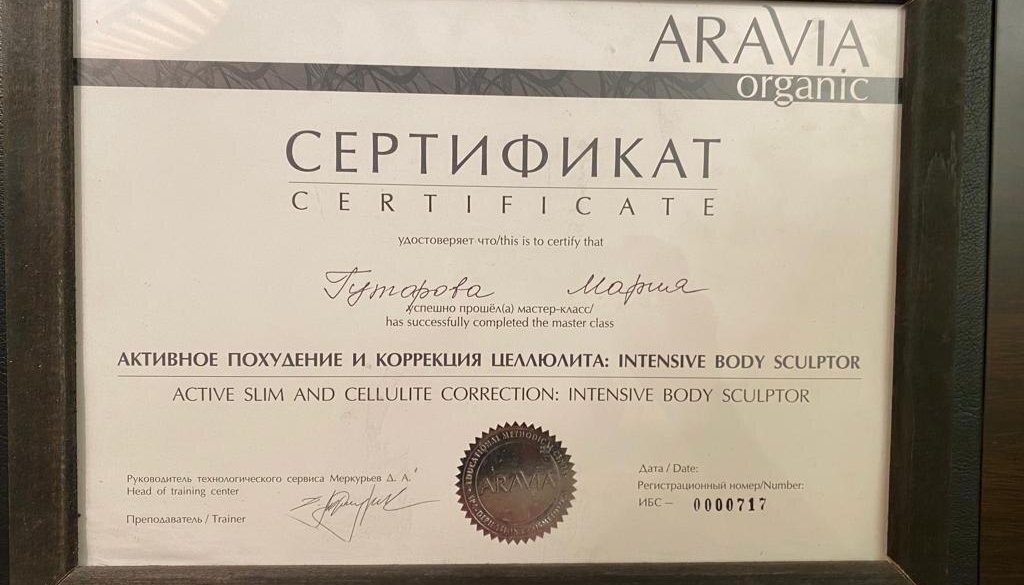 ARAVIA
organic
СЕРТИФИКАТ
CERTIFICATE
удостоверяет что/this is to certify that
Гутарова Мария
успешно прошёл(а) мастер-класс/
has successfully completed the master class
АКТИВНОЕ ПОХУДЕНИЕ И КОРРЕКЦИЯ ЦЕЛЛЮЛИТА: INTENSIVE BODY SCULPTOR
ACTIVE SLIM AND CELLULITE CORRECTION: INTENSIVE BODY SCULPTOR
Руководитель технологического сервиса Меркурьев Д. А.
Head of training center
Преподаватель / Trainer
ARAVIA
Дата / Date:
Регистрационный номер/Number:
ИБС – 0000717